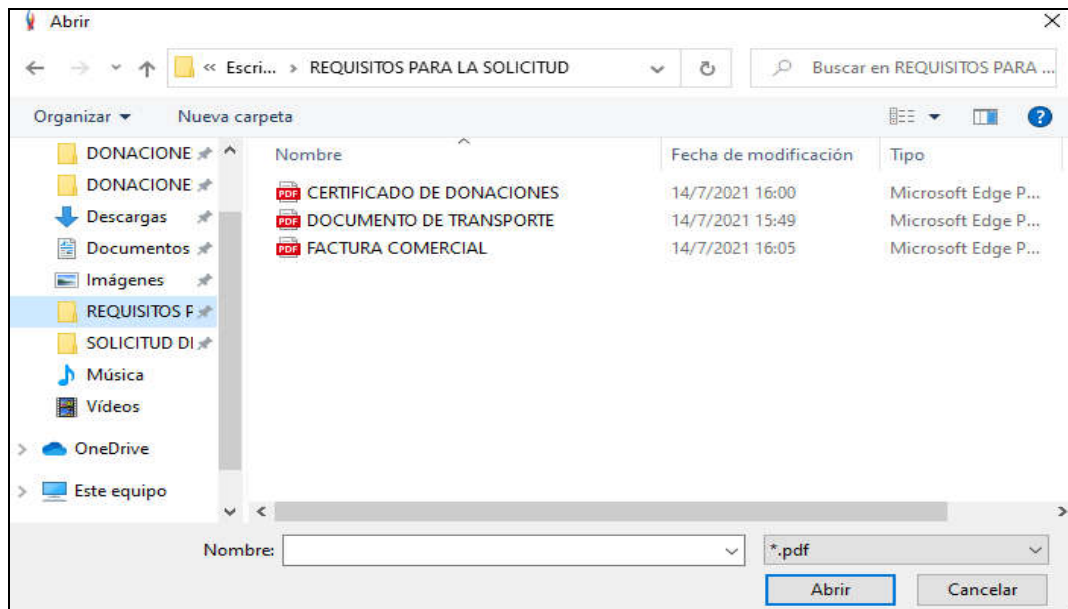 Abrir
« Escri... > REQUISITOS PARA LA SOLICITUD
Buscar en REQUISITOS PARA ...
Organizar
Nueva carpeta
?
Nombre
Fecha de modificación
Tipo
DONACIONE
DONACIONE
Descargas
Documentos
Imágenes
REQUISITOS P
SOLICITUD DI
Música
Vídeos
OneDrive
Este equipo
PDF CERTIFICADO DE DONACIONES 14/7/2021 16:00 Microsoft Edge P...
PDF DOCUMENTO DE TRANSPORTE 14/7/2021 15:49 Microsoft Edge P...
PDF FACTURA COMERCIAL 14/7/2021 16:05 Microsoft Edge P...
Nombre:
*.pdf
Abrir
Cancelar